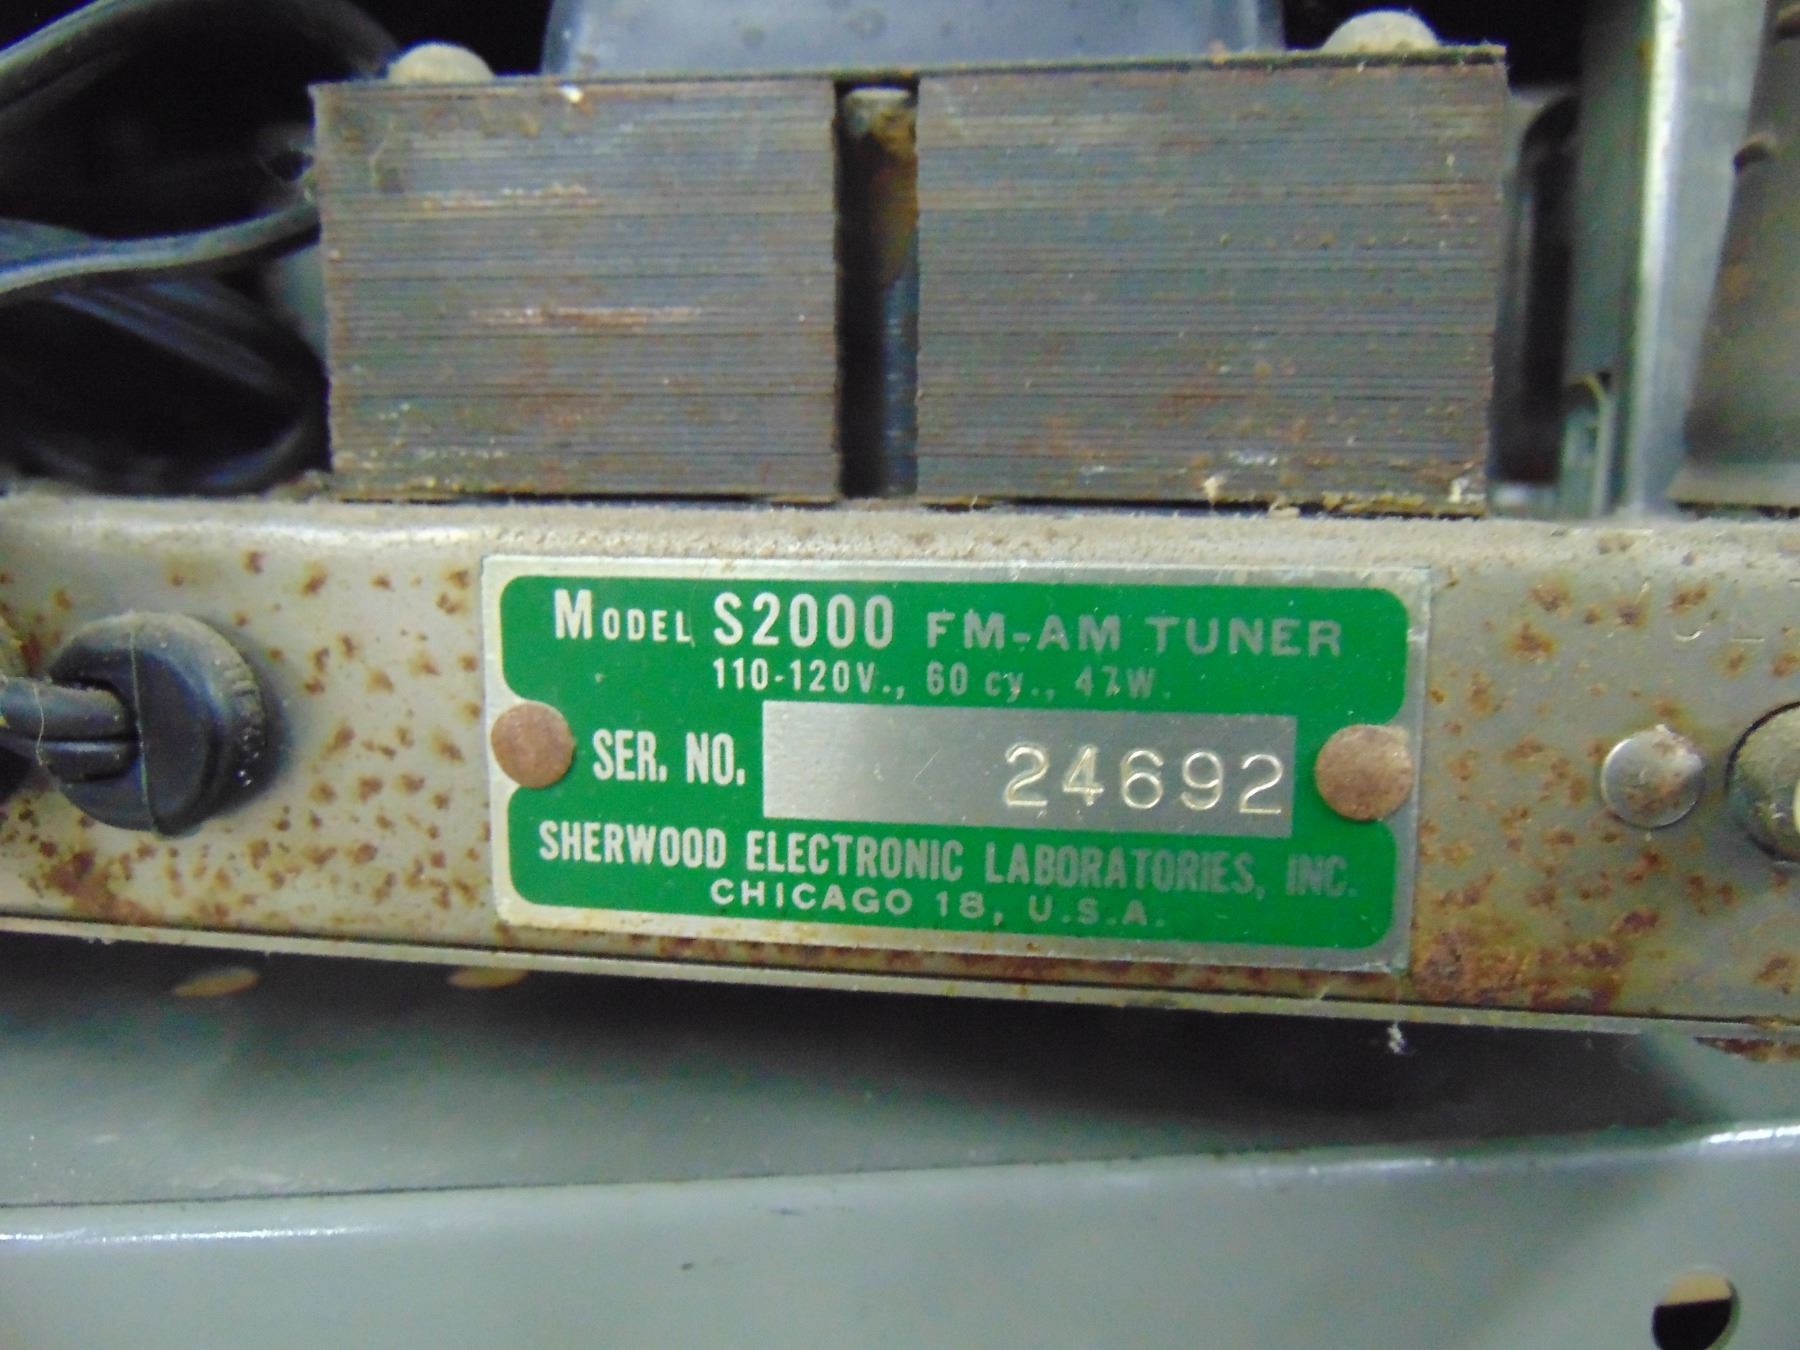 MODEL S2000 FM-AM TUNER
110-120V., 60 cy., 47W.
SER. NO. 24692
SHERWOOD ELECTRONIC LABORATORIES, INC.
CHICAGO 18, U.S.A.